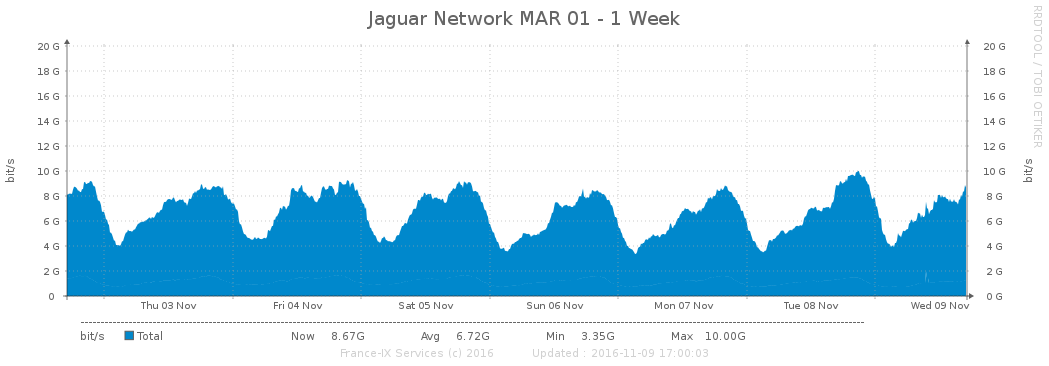 Jaguar Network MAR 01 - 1 Week
RRDTOOL / TOBI OETIKER
bit/s
bit/s
20 G 20 G
18 G 18 G
16 G 16 G
14 G 14 G
12 G 12 G
10 G 10 G
8 G 8 G
6 G 6 G
4 G 4 G
2 G 2 G
0 0 G
Thu 03 Nov Fri 04 Nov Sat 05 Nov Sun 06 Nov Mon 07 Nov Tue 08 Nov Wed 09 Nov
bit/s Total Now 8.67G Avg 6.72G Min 3.35G Max 10.00G
France-IX Services (c) 2016 Updated : 2016-11-09 17:00:03